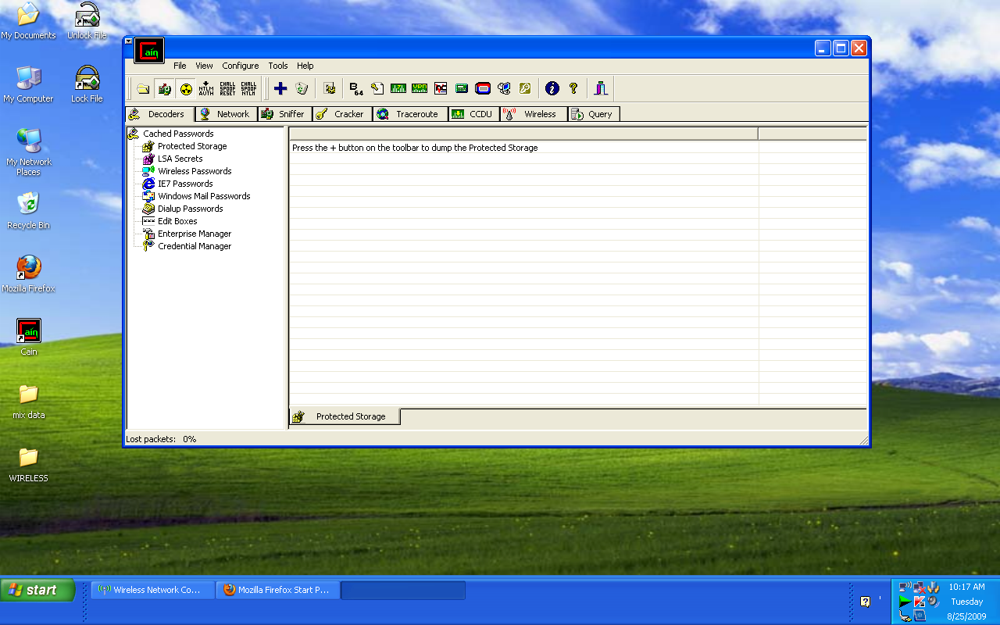 My Documents
Unlock File
My Computer
Lock File
My Network
Places
Recycle Bin
Mozilla Firefox
Cain
mix data
WIRELESS
Cain
File View Configure Tools Help
NTLM AUTH
CHALL SPOOF RESET
CHALL SPOOF NTLM
B 64
Decoders Network Sniffer Cracker Traceroute CCDU Wireless Query
Cached Passwords
Protected Storage
LSA Secrets
Wireless Passwords
IE7 Passwords
Windows Mail Passwords
Dialup Passwords
Edit Boxes
Enterprise Manager
Credential Manager
Press the + button on the toolbar to dump the Protected Storage
Protected Storage
Lost packets: 0%
start
Wireless Network Co...
Mozilla Firefox Start P...
10:17 AM
Tuesday
8/25/2009